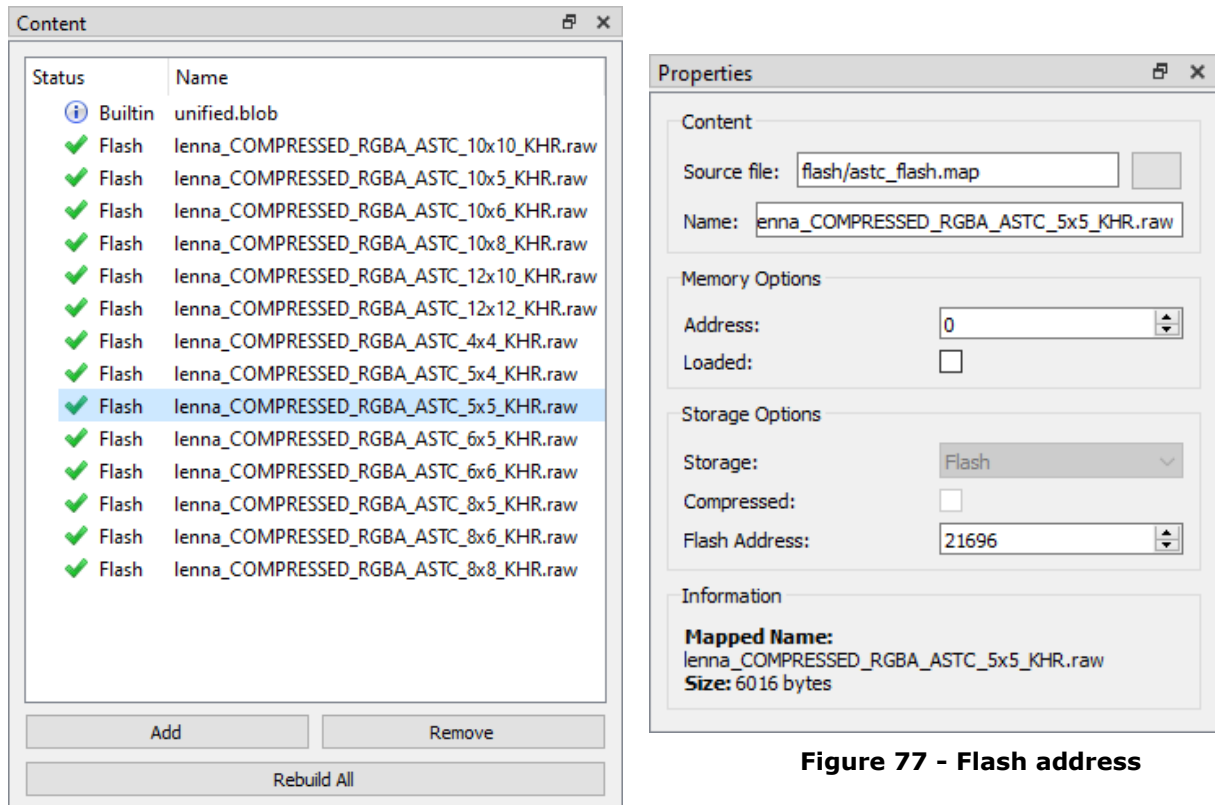 Content
Status Name
Builtin unified.blob
Flash lenna_COMPRESSED_RGBA_ASTC_10x10_KHR.raw
Flash lenna_COMPRESSED_RGBA_ASTC_10x5_KHR.raw
Flash lenna_COMPRESSED_RGBA_ASTC_10x6_KHR.raw
Flash lenna_COMPRESSED_RGBA_ASTC_10x8_KHR.raw
Flash lenna_COMPRESSED_RGBA_ASTC_12x10_KHR.raw
Flash lenna_COMPRESSED_RGBA_ASTC_12x12_KHR.raw
Flash lenna_COMPRESSED_RGBA_ASTC_4x4_KHR.raw
Flash lenna_COMPRESSED_RGBA_ASTC_5x4_KHR.raw
Flash lenna_COMPRESSED_RGBA_ASTC_5x5_KHR.raw
Flash lenna_COMPRESSED_RGBA_ASTC_6x5_KHR.raw
Flash lenna_COMPRESSED_RGBA_ASTC_6x6_KHR.raw
Flash lenna_COMPRESSED_RGBA_ASTC_8x5_KHR.raw
Flash lenna_COMPRESSED_RGBA_ASTC_8x6_KHR.raw
Flash lenna_COMPRESSED_RGBA_ASTC_8x8_KHR.raw
Add Remove
Rebuild All
Properties
Content
Source file: flash/astc_flash.map
Name: enna_COMPRESSED_RGBA_ASTC_5x5_KHR.raw
Memory Options
Address: 0
Loaded:
Storage Options
Storage: Flash
Compressed:
Flash Address: 21696
Information
Mapped Name:
lenna_COMPRESSED_RGBA_ASTC_5x5_KHR.raw
Size: 6016 bytes
Figure 77 - Flash address